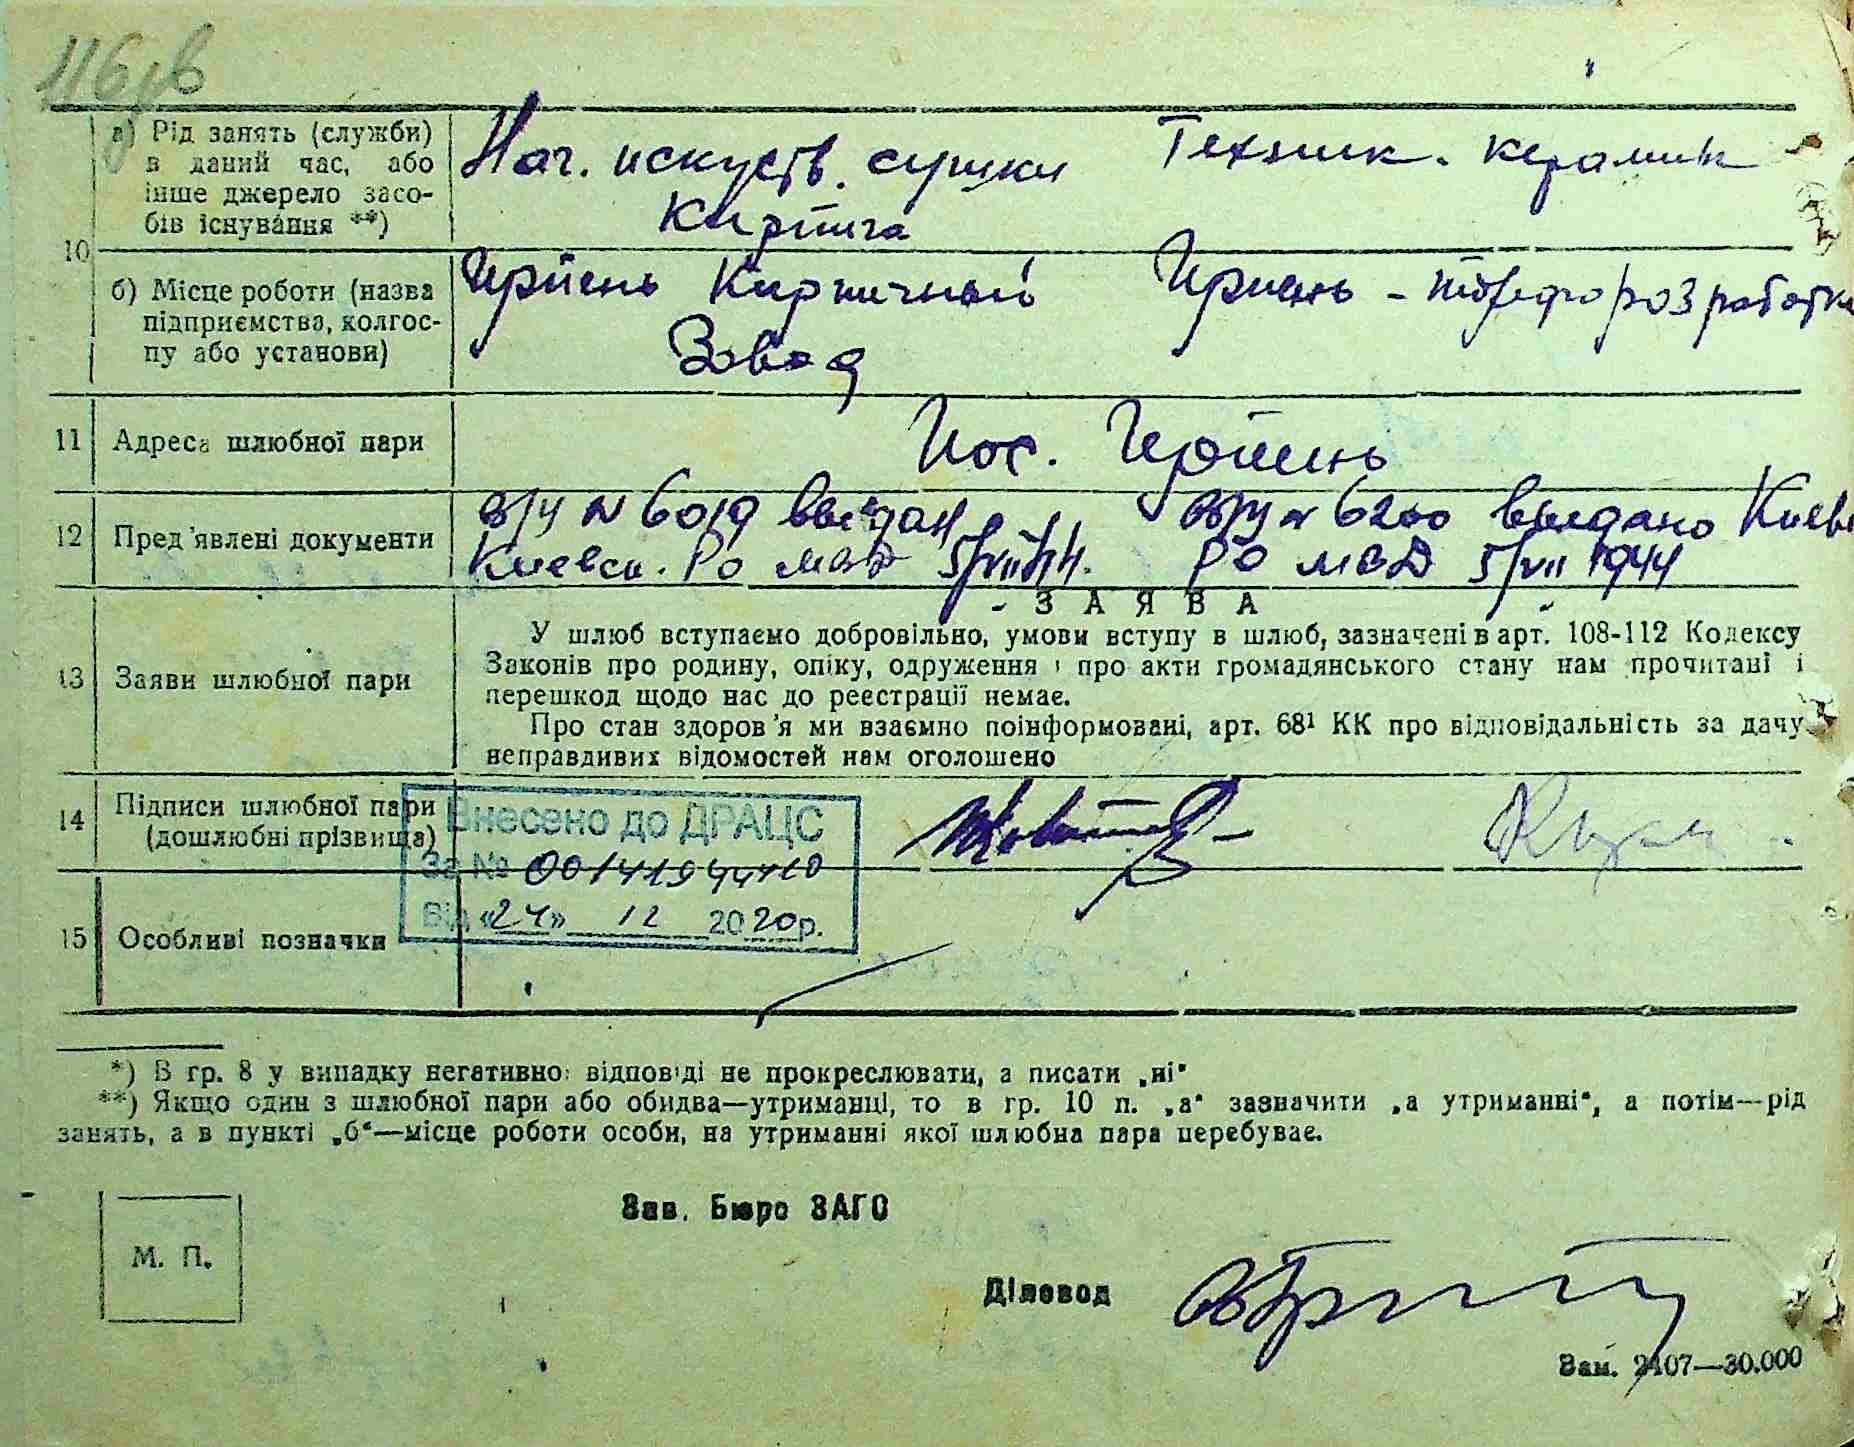 116 зв
а) Рід занять (служби) в даний час, або інше джерело засобів існування **)
Нач. искуств. сушки Кирпича
Техник. керамик
10
б) Місце роботи (назва підприємства, колгоспу або установи)
Ирпень Кирпичный Завод
Ирпень - торфоразработка
11 Адреса шлюбної пари
Пос. Ирпень
12 Пред'явлені документи
в/у N 6019 выдан
Киевск. РО МВД 5/VII 44.
в/у N 6200 выдано Киев
РО МВД 5/VII 1944
- З А Я В А
13 Заяви шлюбної пари
У шлюб вступаємо добровільно, умови вступу в шлюб, зазначені в арт. 108-112 Кодексу
Законів про родину, опіку, одруження і про акти громадянського стану нам прочитані і
перешкод щодо нас до реєстрації немає.
Про стан здоров'я ми взаємно поінформовані, арт. 68¹ КК про відповідальність за дачу
неправдивих відомостей нам оголошено
14 Підписи шлюбної пари
(дошлюбні прізвища)
Внесено до ДРАЦС
За № 00141944410
Від «24» 12 2020р.
15 Особливі позначки
*) В гр. 8 у випадку негативної відповіді не прокреслювати, а писати „ні“
**) Якщо один з шлюбної пари або обидва—утриманці, то в гр. 10 п. „а“ зазначити „а утриманні“, а потім—рід
занять, а в пункті „б“—місце роботи особи, на утриманні якої шлюбна пара перебуває.
Зав. Бюро ЗАГС
М. П.
Діловод
Зам. 2407—30.000